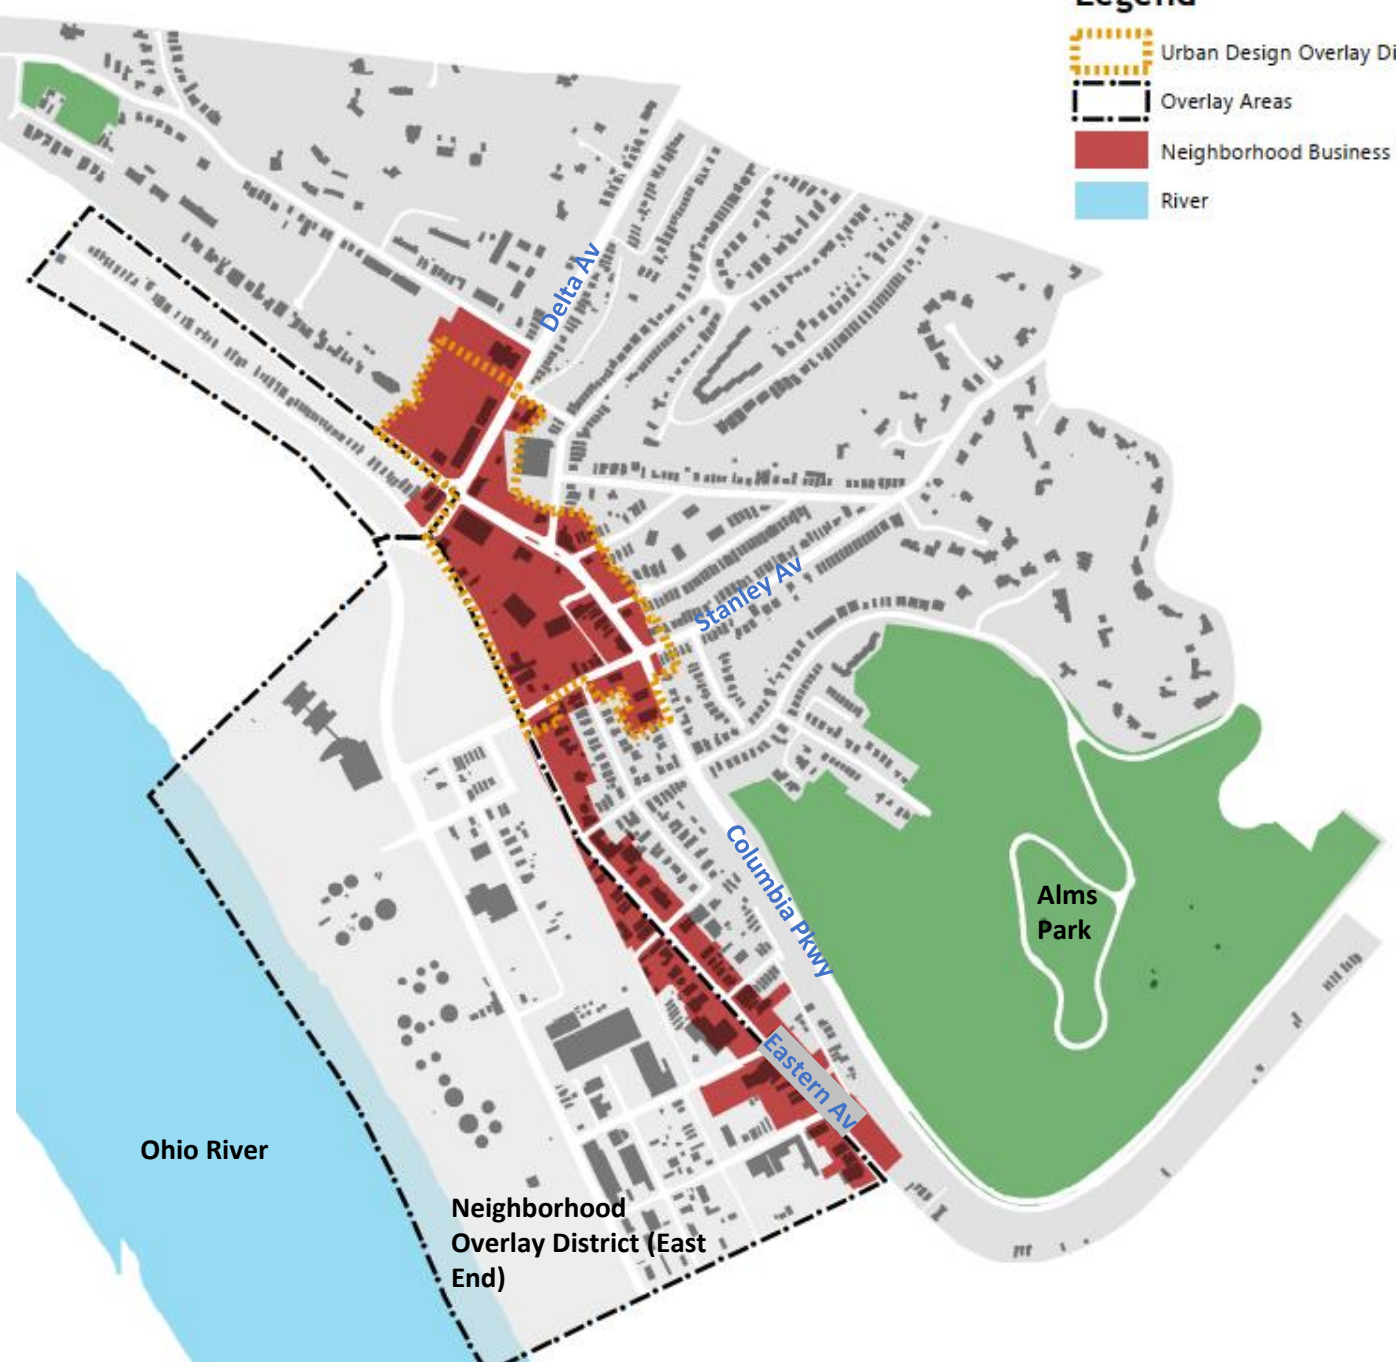 Legend
Urban Design Overlay Di
Overlay Areas
Neighborhood Business
River
Delta Av
Stanley Av
Columbia Pkwy
Alms
Park
Eastern Av
Ohio River
Neighborhood
Overlay District (East
End)